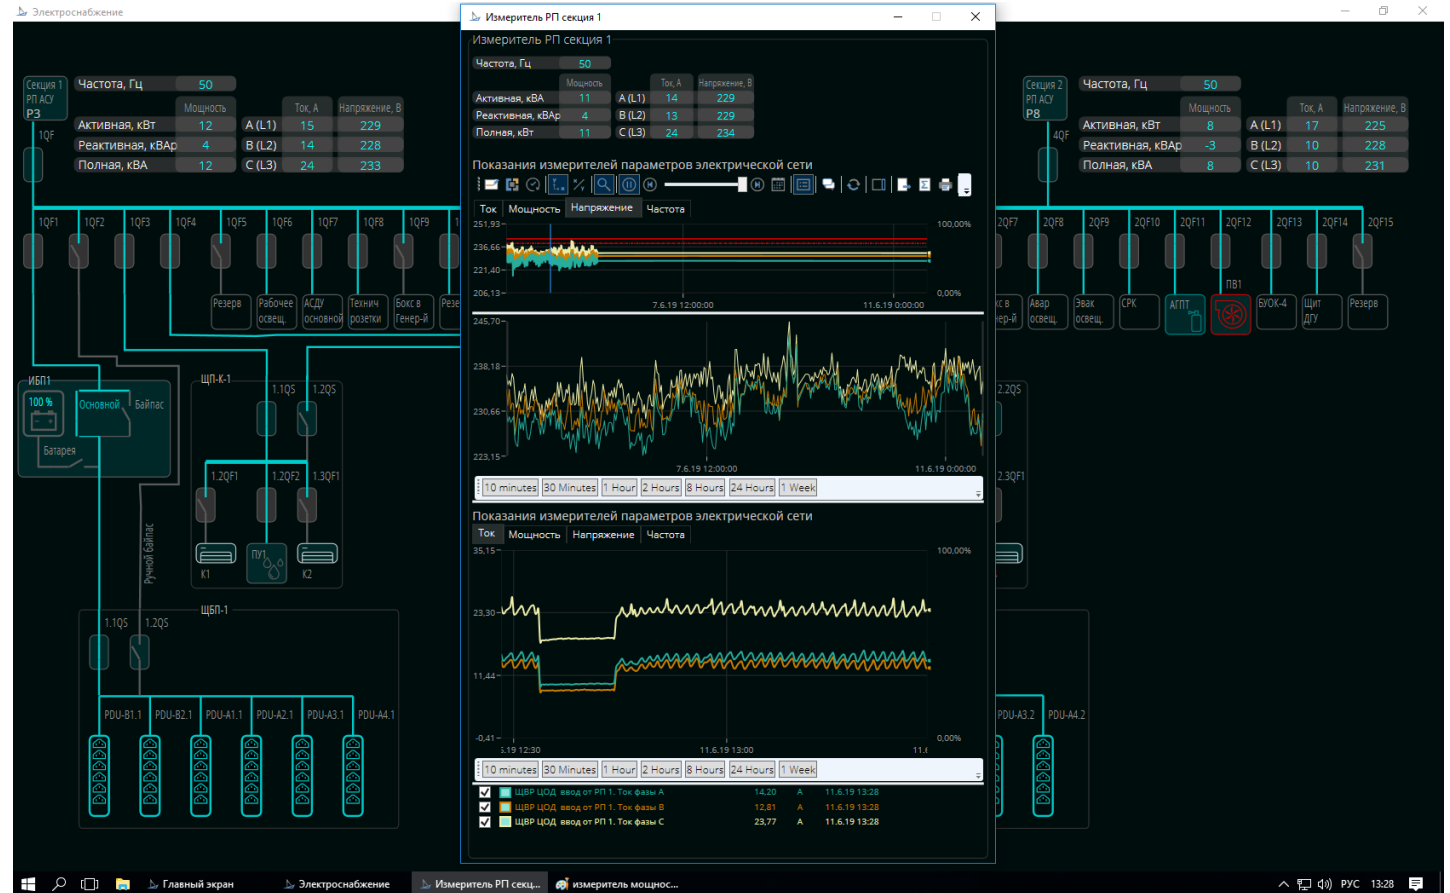 Электроснабжение
Секция 1
РП АСУ
Р3
Частота, Гц 50
Мощность Ток, А Напряжение, В
Активная, кВт 12 A (L1) 15 229
Реактивная, кВАр 4 B (L2) 14 228
Полная, кВА 12 C (L3) 24 233
1QF
1QF1 1QF2 1QF3 1QF4 1QF5 1QF6 1QF7 1QF8 1QF9
Резерв
Рабочее освещ.
АСДУ основной
Технич розетки
Бокс в Генер-й
Резе
ИБП1
100 %
Основной
Байпас
Батарея
Ручной байпас
ЩП-К-1
1.1QS 1.2QS
1.2QF1 1.2QF2 1.3QF1
К1 ПУ1 К2
ЩБП-1
1.1QS 1.2QS
PDU-B1.1 PDU-B2.1 PDU-A1.1 PDU-A2.1 PDU-A3.1 PDU-A4.1
Измеритель РП секция 1
Измеритель РП секция 1
Частота, Гц 50
Мощность Ток, А Напряжение, В
Активная, кВА 11 A (L1) 14 229
Реактивная, кВАр 4 B (L2) 13 229
Полная, кВт 11 C (L3) 24 234
Показания измерителей параметров электрической сети
Ток Мощность Напряжение Частота
251,93 100,00%
236,66
221,40
206,13 0,00%
7.6.19 12:00:00 11.6.19 0:00:00
245,70
238,18
230,66
223,15
7.6.19 12:00:00 11.6.19 0:00:00
10 minutes 30 Minutes 1 Hour 2 Hours 8 Hours 24 Hours 1 Week
Показания измерителей параметров электрической сети
Ток Мощность Напряжение Частота
35,15 100,00%
23,30
11,44
-0,41 0,00%
5.19 12:30 11.6.19 13:00 11.6
10 minutes 30 Minutes 1 Hour 2 Hours 8 Hours 24 Hours 1 Week
ЩВР ЦОД ввод от РП 1. Ток фазы А 14,20 А 11.6.19 13:28
ЩВР ЦОД ввод от РП 1. Ток фазы В 12,81 А 11.6.19 13:28
ЩВР ЦОД ввод от РП 1. Ток фазы С 23,77 А 11.6.19 13:28
Секция 2
РП АСУ
Р8
Частота, Гц 50
Мощность Ток, А Напряжение, В
Активная, кВт 8 A (L1) 17 225
Реактивная, кВАр -3 B (L2) 10 228
Полная, кВА 8 C (L3) 10 231
4QF
2QF7 2QF8 2QF9 2QF10 2QF11 2QF12 2QF13 2QF14 2QF15
кс в нер-й
Авар освещ.
Эвак освещ.
СРК
АГПТ
ПВ1
БУОК-4
Щит ДГУ
Резерв
2.2QS
2.3QF1
PDU-A3.2 PDU-A4.2
Главный экран
Электроснабжение
Измеритель РП секц...
измеритель мощнос...
РУС 13:28